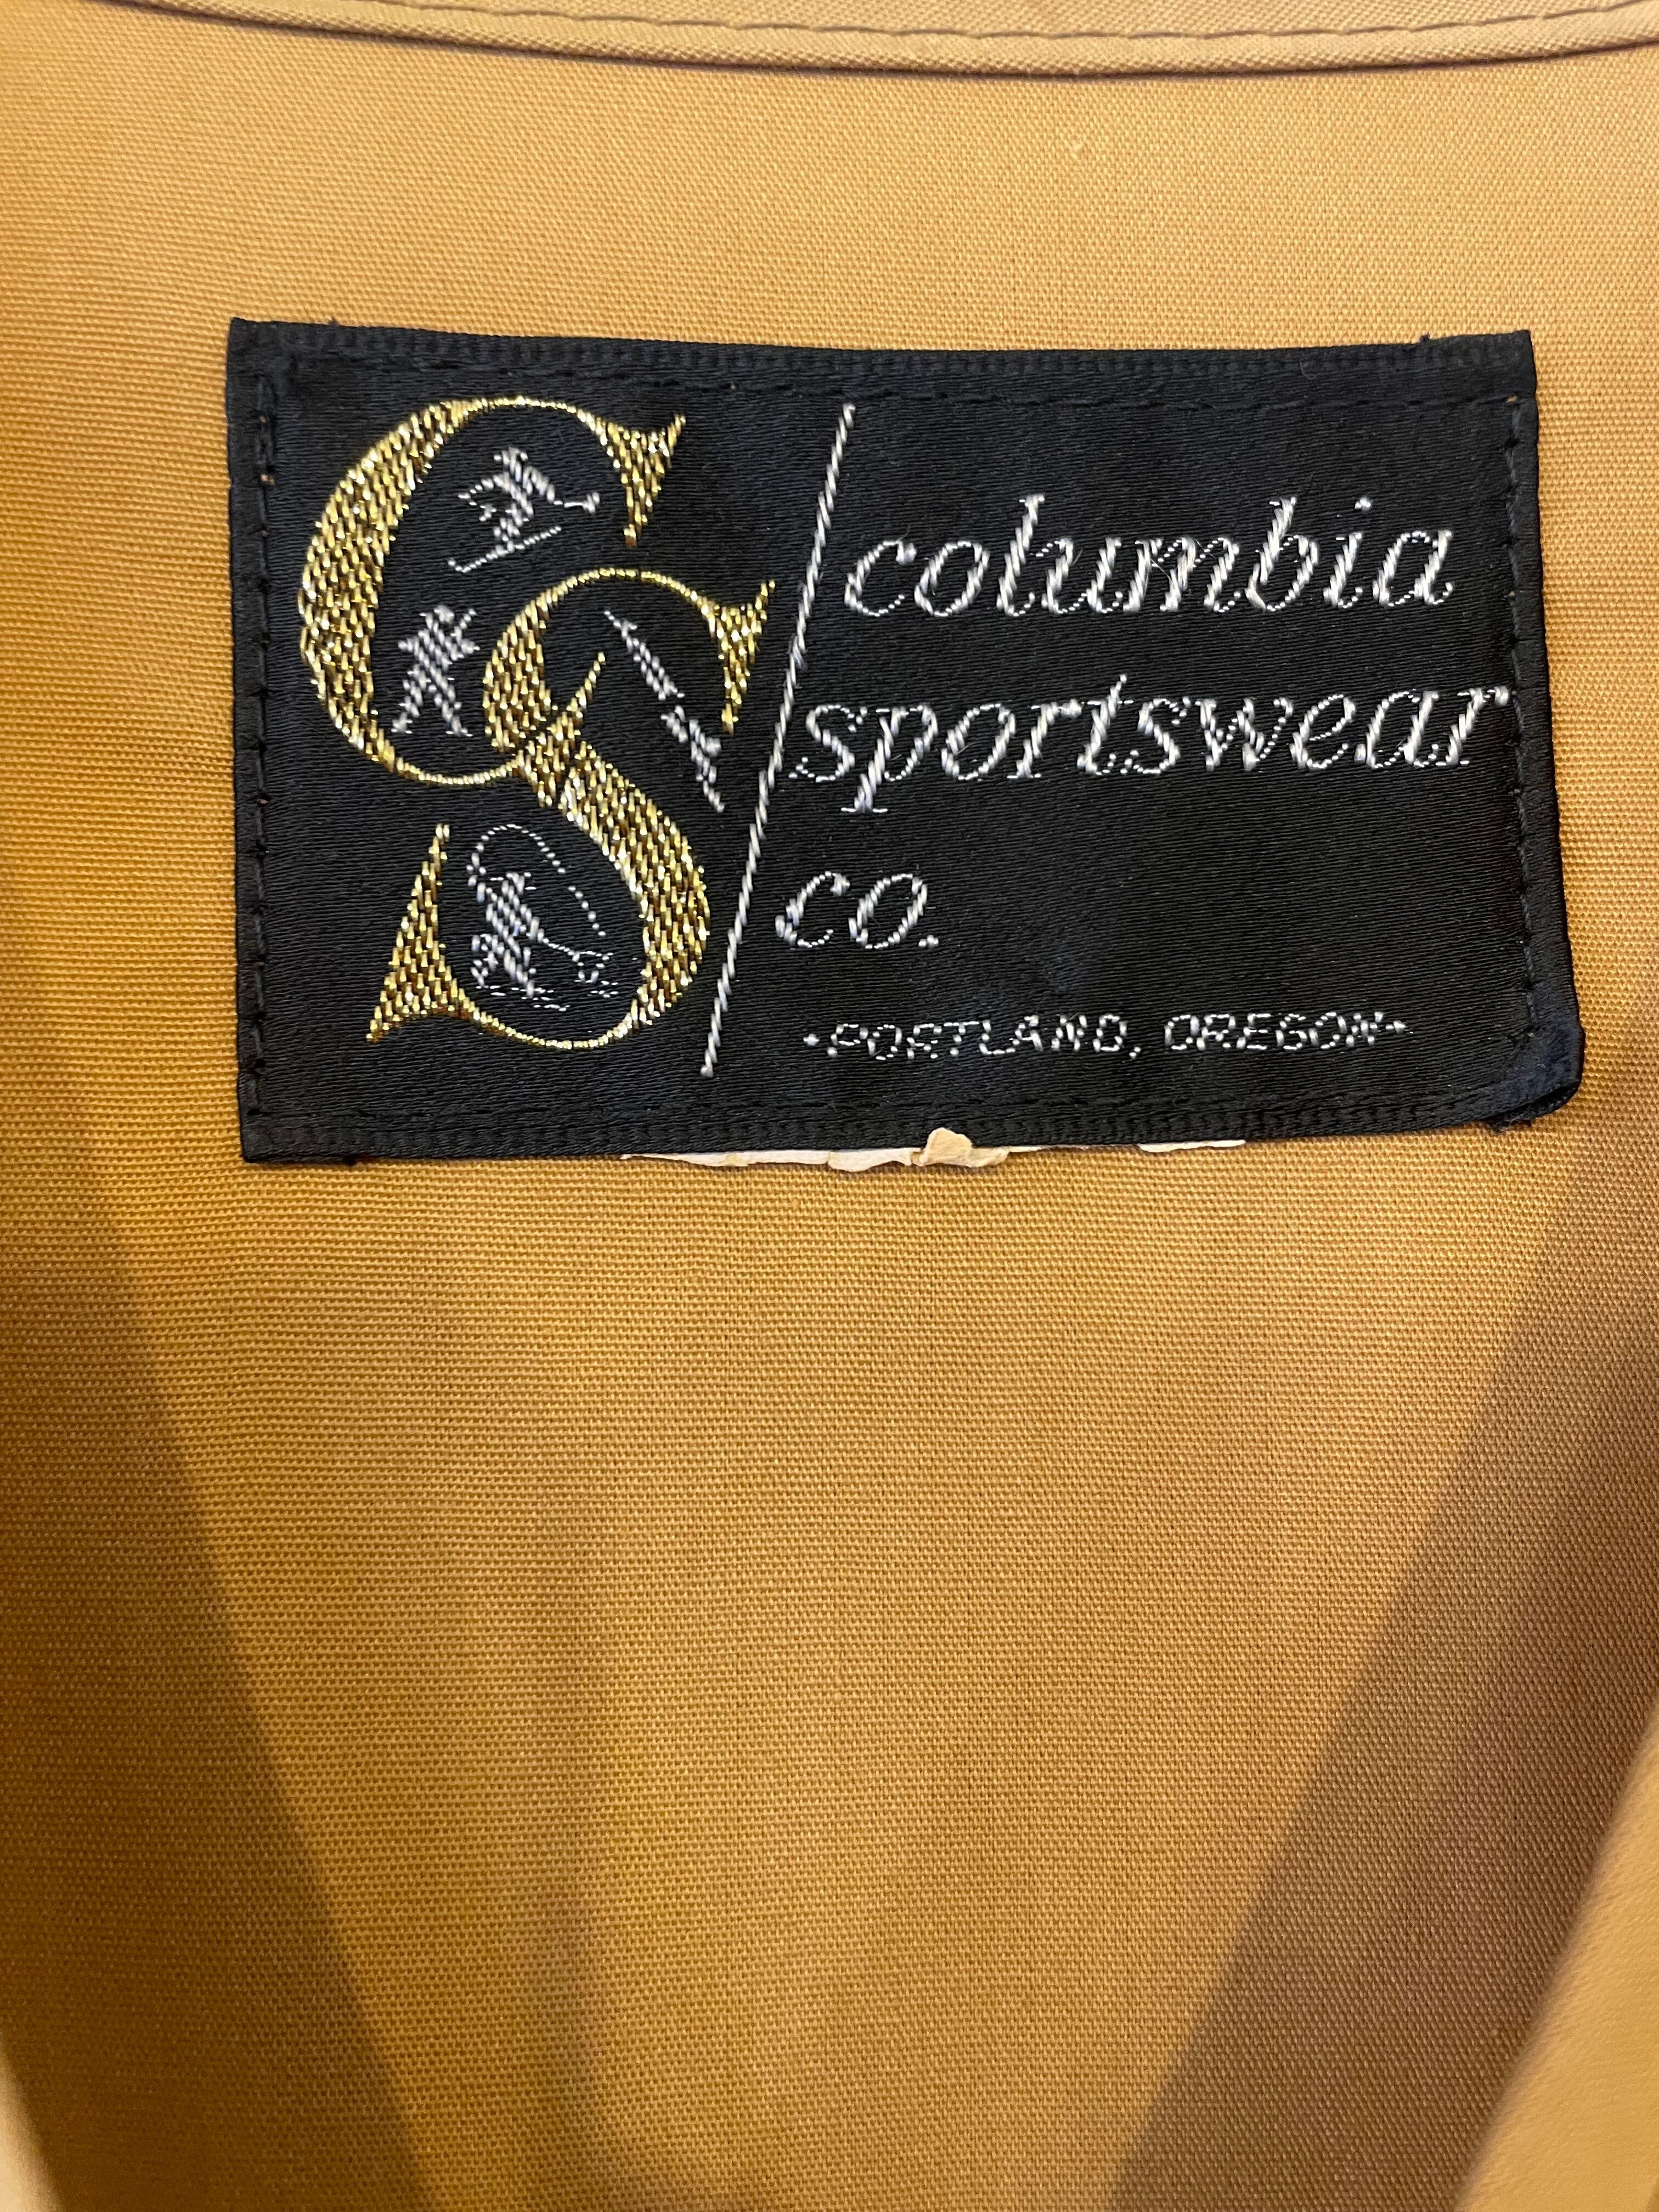 CS
columbia
sportswear
co.
•PORTLAND, OREGON•